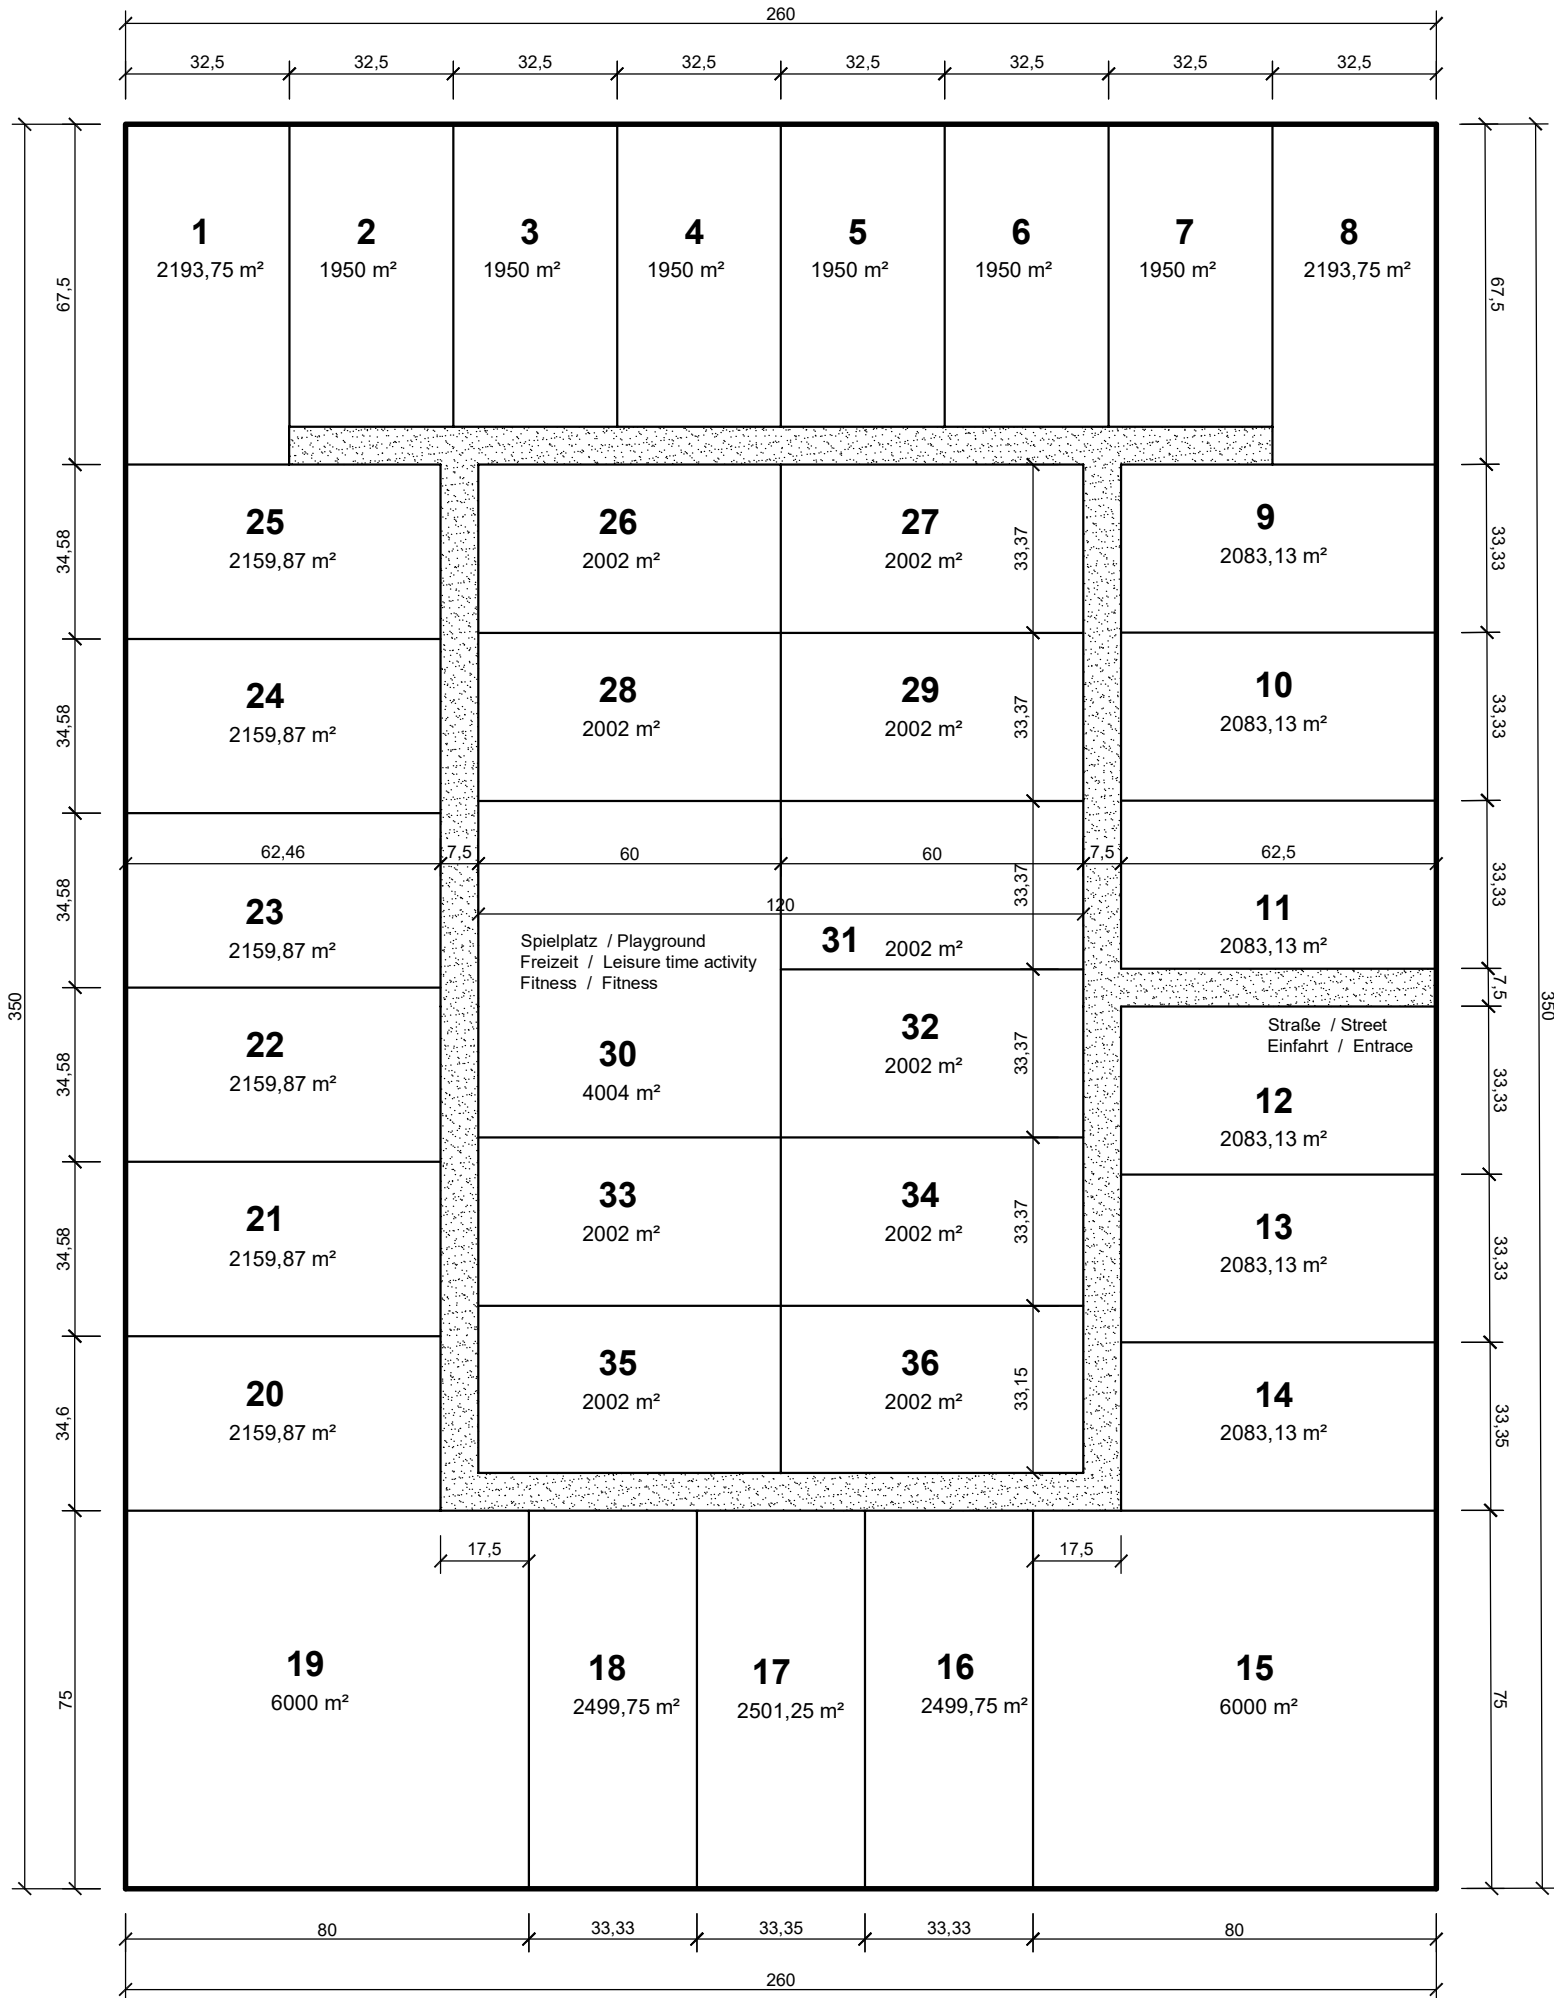 260
32,5 32,5 32,5 32,5 32,5 32,5 32,5 32,5
1 2 3 4 5 6 7 8
2193,75 m² 1950 m² 1950 m² 1950 m² 1950 m² 1950 m² 1950 m² 2193,75 m²
67,5 67,5
25 26 27 9
2159,87 m² 2002 m² 2002 m² 2083,13 m²
34,58 33,37 33,33
24 28 29 10
2159,87 m² 2002 m² 2002 m² 2083,13 m²
34,58 33,37 33,33
62,46 7,5 60 60 7,5 62,5
34,58 33,37 33,33
120
23 31 2002 m² 11
2159,87 m² 2083,13 m²
Spielplatz / Playground
Freizeit / Leisure time activity
Fitness / Fitness
350 7,5 350
Straße / Street
Einfahrt / Entrace
22 30 32 12
2159,87 m² 4004 m² 2002 m² 2083,13 m²
34,58 33,37 33,33
21 33 34 13
2159,87 m² 2002 m² 2002 m² 2083,13 m²
34,58 33,37 33,33
20 35 36 14
2159,87 m² 2002 m² 2002 m² 2083,13 m²
34,6 33,15 33,35
17,5 17,5
19 18 17 16 15
6000 m² 2499,75 m² 2501,25 m² 2499,75 m² 6000 m²
75 75
80 33,33 33,35 33,33 80
260